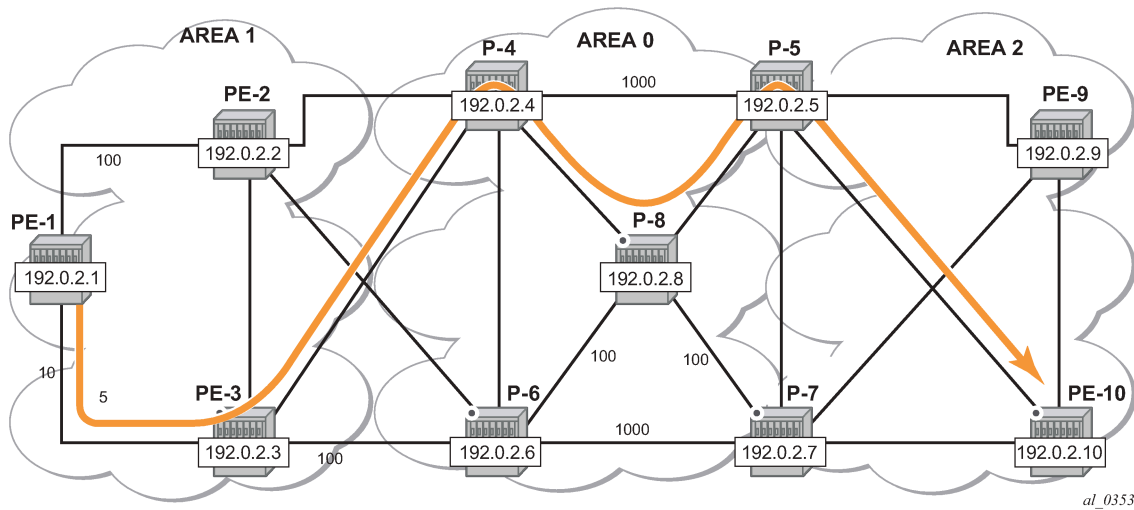 AREA 1
AREA 0
AREA 2
P-4
P-5
1000
192.0.2.4
192.0.2.5
PE-2
PE-9
192.0.2.2
192.0.2.9
100
PE-1
P-8
192.0.2.1
192.0.2.8
100
100
10
5
PE-3
P-6
P-7
PE-10
1000
192.0.2.3
100
192.0.2.6
192.0.2.7
192.0.2.10
al_0353